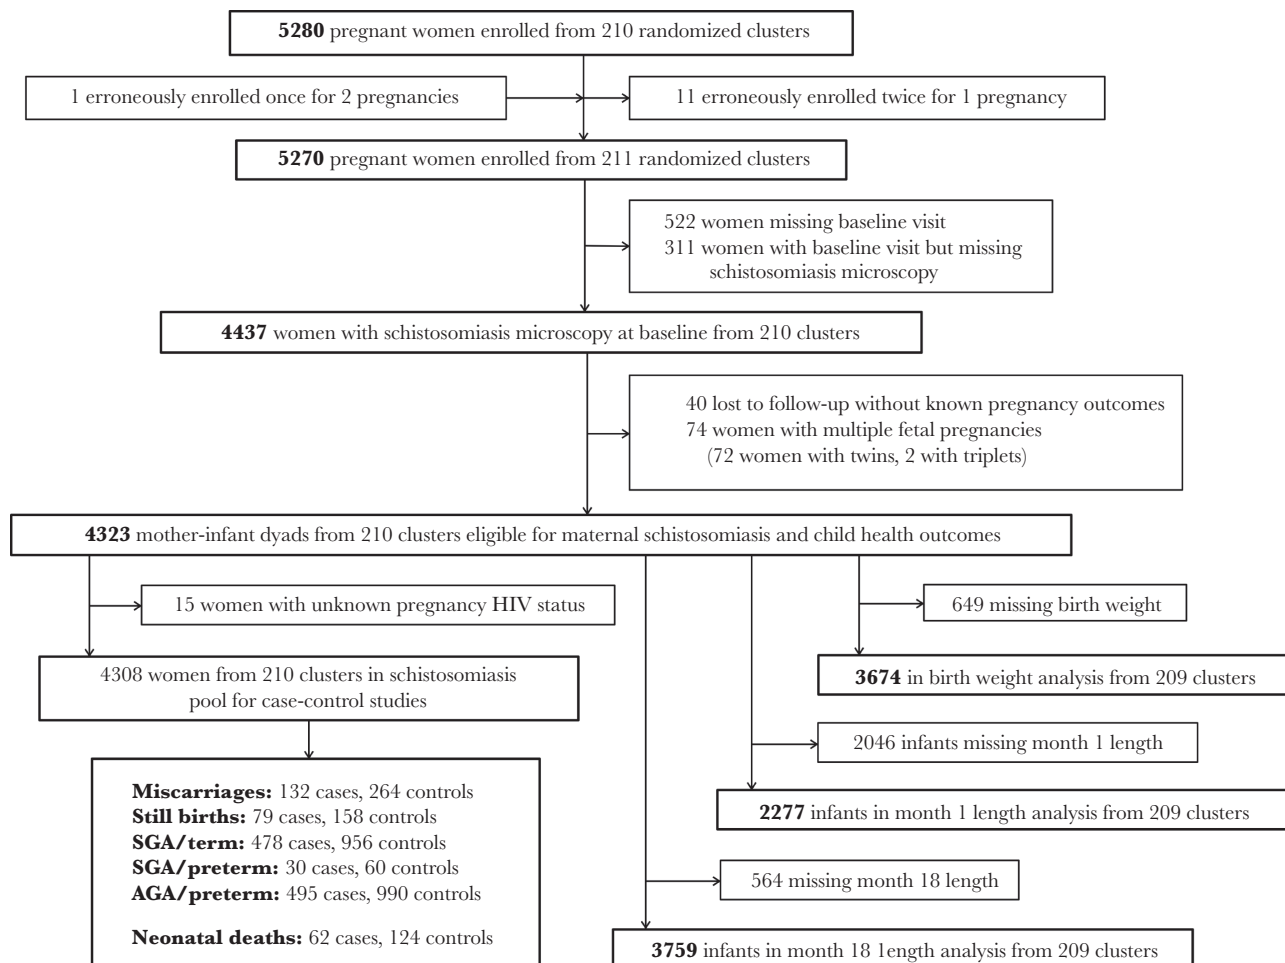 5280 pregnant women enrolled from 210 randomized clusters
1 erroneously enrolled once for 2 pregnancies
11 erroneously enrolled twice for 1 pregnancy
5270 pregnant women enrolled from 211 randomized clusters
522 women missing baseline visit
311 women with baseline visit but missing
schistosomiasis microscopy
4437 women with schistosomiasis microscopy at baseline from 210 clusters
40 lost to follow-up without known pregnancy outcomes
74 women with multiple fetal pregnancies
(72 women with twins, 2 with triplets)
4323 mother-infant dyads from 210 clusters eligible for maternal schistosomiasis and child health outcomes
15 women with unknown pregnancy HIV status
649 missing birth weight
4308 women from 210 clusters in schistosomiasis
pool for case-control studies
3674 in birth weight analysis from 209 clusters
2046 infants missing month 1 length
2277 infants in month 1 length analysis from 209 clusters
Miscarriages: 132 cases, 264 controls
Still births: 79 cases, 158 controls
SGA/term: 478 cases, 956 controls
SGA/preterm: 30 cases, 60 controls
AGA/preterm: 495 cases, 990 controls
Neonatal deaths: 62 cases, 124 controls
564 missing month 18 length
3759 infants in month 18 length analysis from 209 clusters